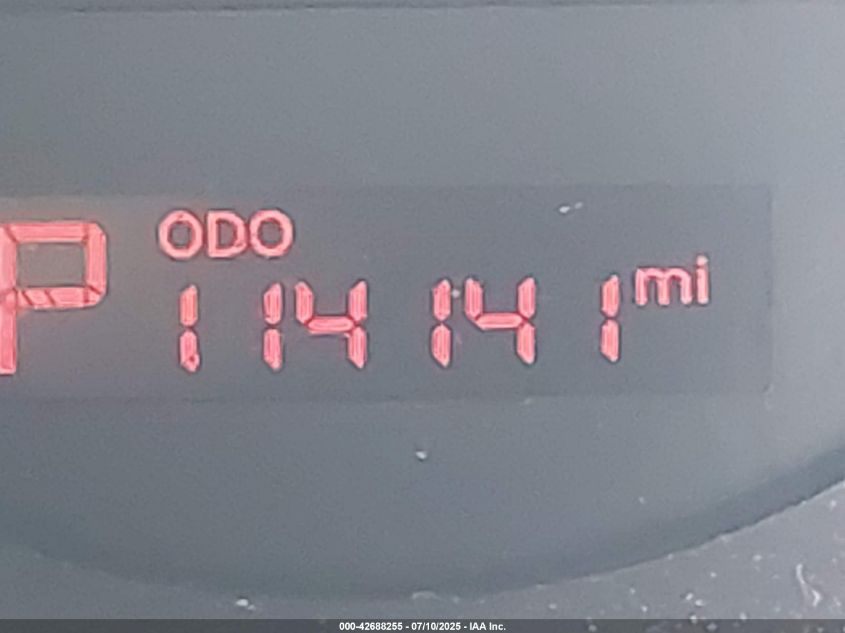 P
ODO
114141 mi
000-42688255 - 07/10/2025 - IAA Inc.